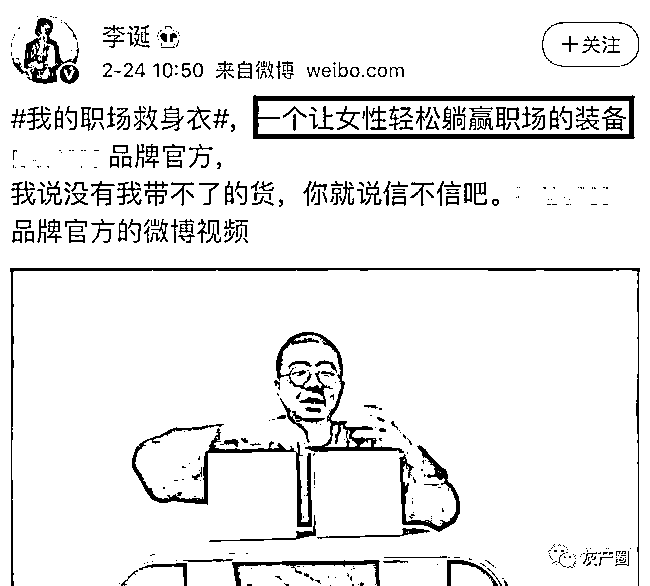 李诞
+关注
2-24 10:50 来自微博 weibo.com
#我的职场救身衣#，一个让女性轻松躺赢职场的装备
品牌官方，
我说没有我带不了的货，你就说信不信吧。
品牌官方的微博视频
灰产圈